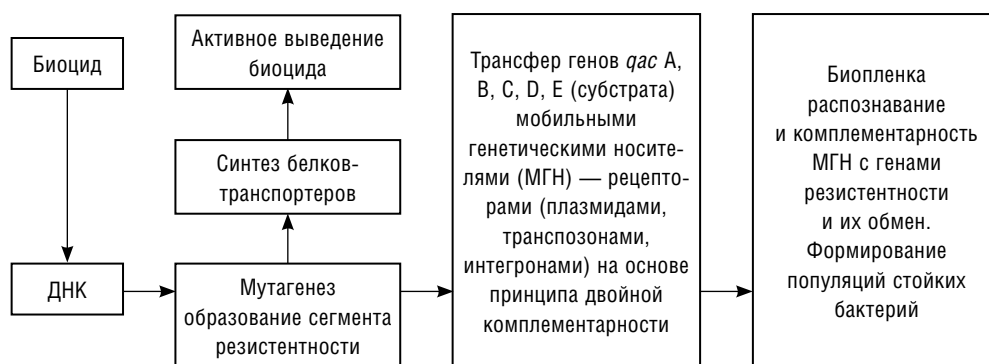 Биоцид
ДНК
Активное выведение
биоцида
Синтез белков-
транспортеров
Мутагенез
образование сегмента
резистентности
Трансфер генов qac A,
B, C, D, E (субстрата)
мобильными
генетическими носите-
лями (МГН) — рецепто-
рами (плазмидами,
транспозонами,
интегронами) на основе
принципа двойной
комплементарности
Биопленка
распознавание
и комплементарность
МГН с генами
резистентности
и их обмен.
Формирование
популяций стойких
бактерий